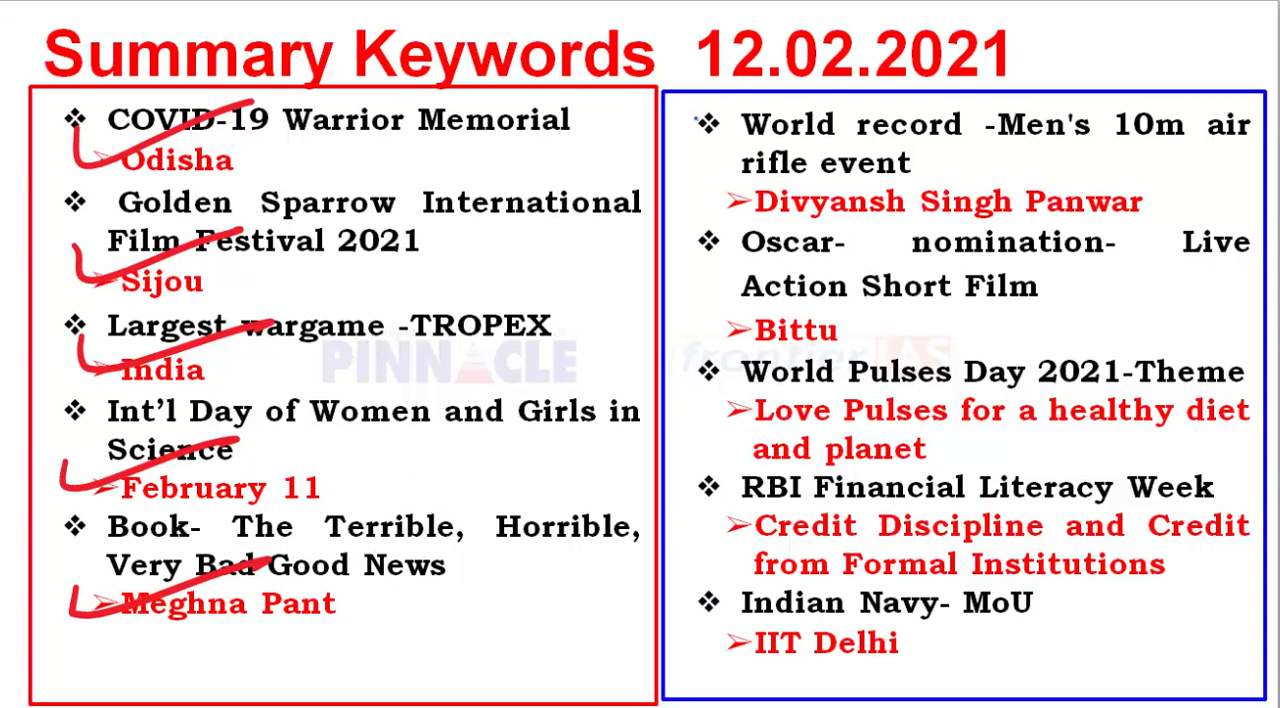 Summary Keywords 12.02.2021
❖ COVID-19 Warrior Memorial
➢Odisha
❖ Golden Sparrow International
Film Festival 2021
➢Sijou
❖ Largest wargame -TROPEX
➢India
❖ Int'l Day of Women and Girls in
Science
➢February 11
❖ Book- The Terrible, Horrible,
Very Bad Good News
➢Meghna Pant
❖ World record -Men's 10m air
rifle event
➢Divyansh Singh Panwar
❖ Oscar- nomination- Live
Action Short Film
➢Bittu
❖ World Pulses Day 2021-Theme
➢Love Pulses for a healthy diet
and planet
❖ RBI Financial Literacy Week
➢Credit Discipline and Credit
from Formal Institutions
❖ Indian Navy- MoU
➢IIT Delhi
PINNACLE
frontier IAS